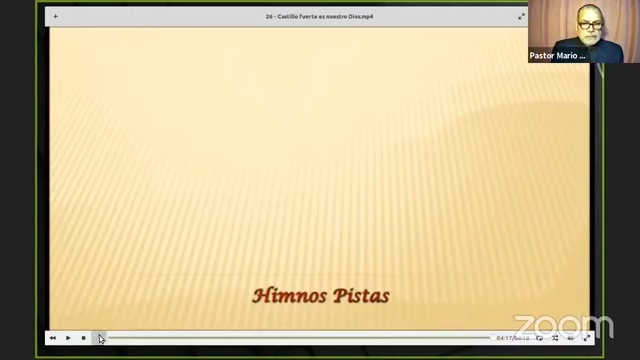 26 - Castillo fuerte es nuestro Dios.mp4
Pastor Mario ...
Himnos Pistas
zoom